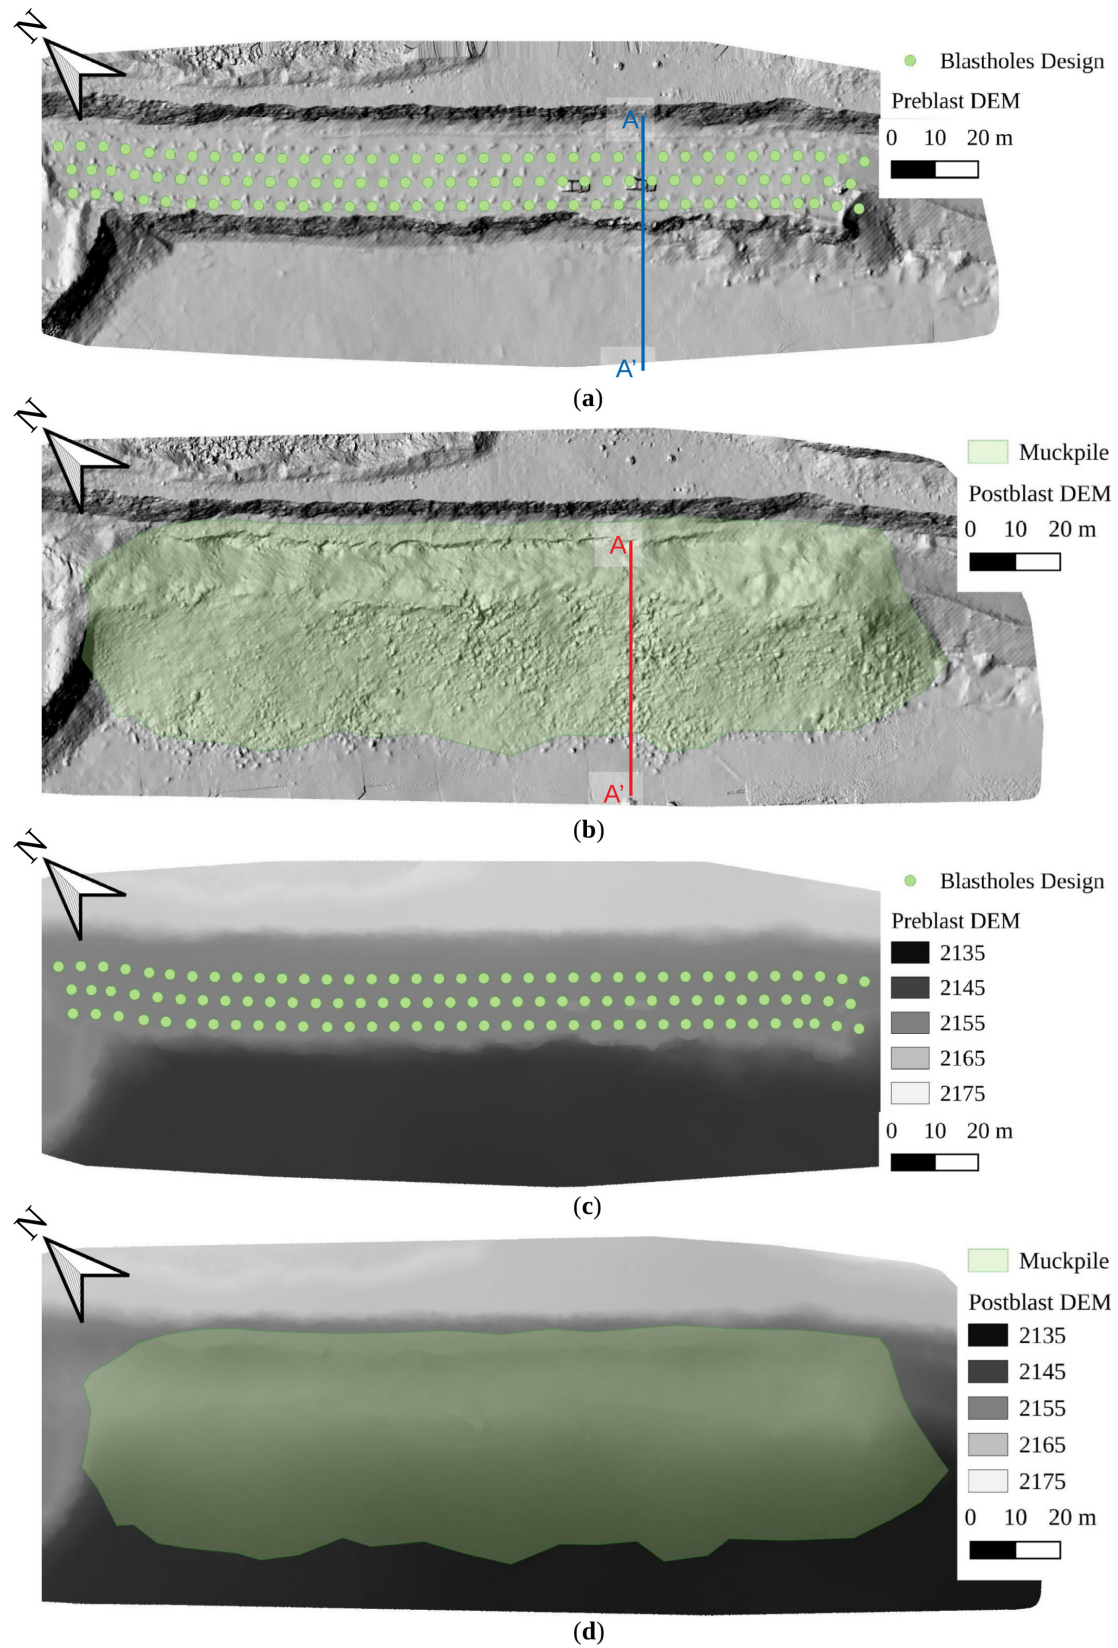 N
Blastholes Design
Preblast DEM
0 10 20 m
A
A'
(a)
N
Muckpile
Postblast DEM
0 10 20 m
A
A'
(b)
N
Blastholes Design
Preblast DEM
2135
2145
2155
2165
2175
0 10 20 m
(c)
N
Muckpile
Postblast DEM
2135
2145
2155
2165
2175
0 10 20 m
(d)